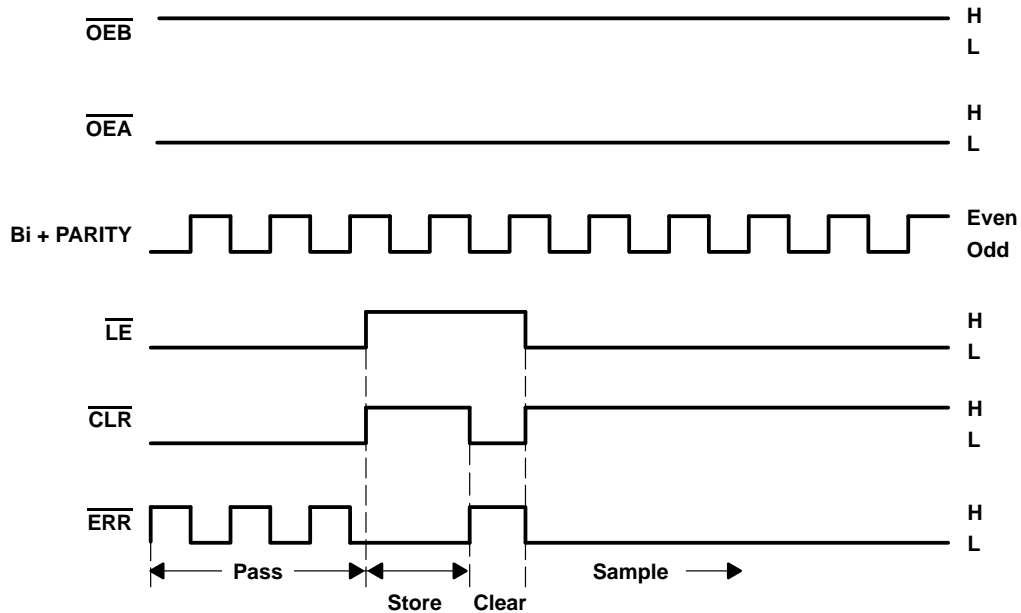 OEB
H
L
OEA
H
L
Bi + PARITY
Even
Odd
LE
H
L
CLR
H
L
ERR
H
L
Pass
Sample
Store
Clear